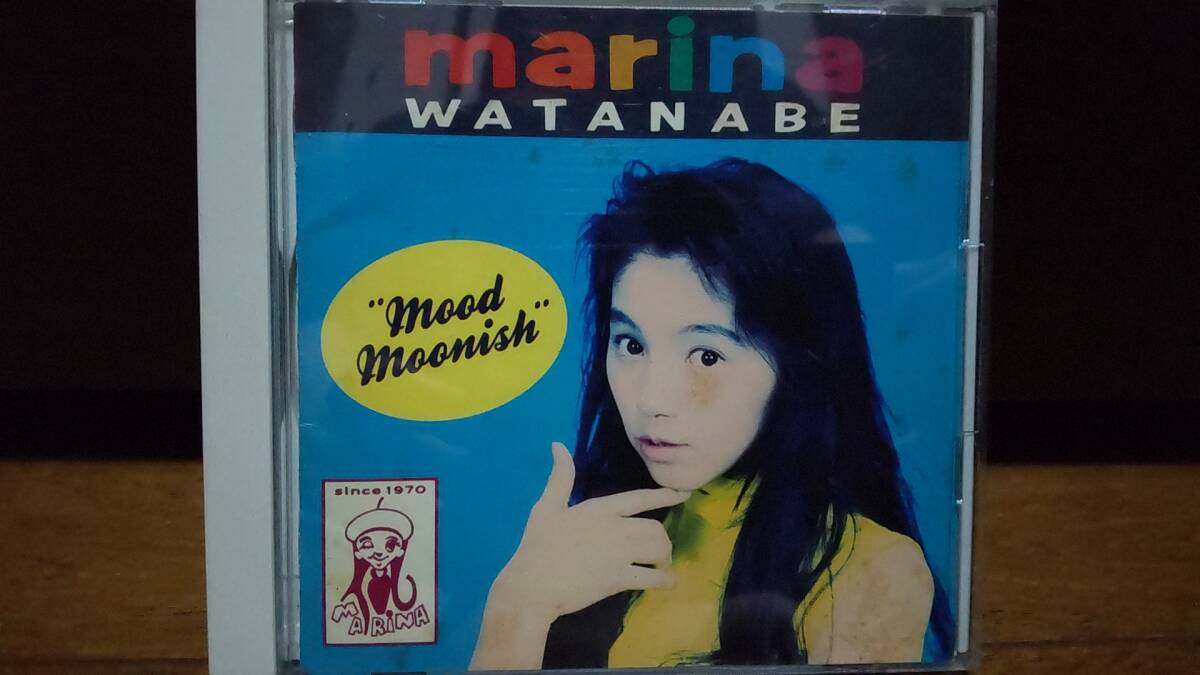 marina
WATANABE
"Mood
Moonish"
since 1970
MARiNA